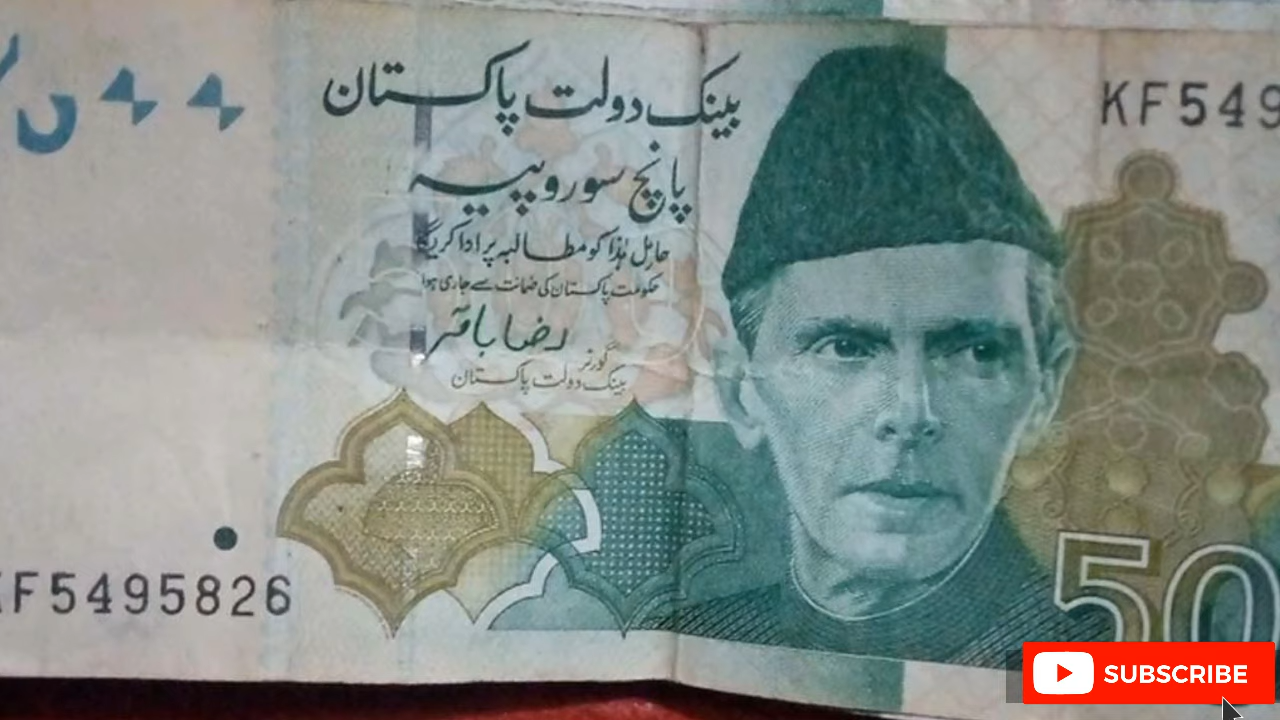 ۵۰۰
بینک دولت پاکستان
KF549
پانچ سو روپیہ
حامل ہٰذا کو مطالبہ پر ادا کریگا
حکومت پاکستان کی ضمانت سے جاری ہوا
رضا باقر
گورنر
بینک دولت پاکستان
KF5495826
50
SUBSCRIBE